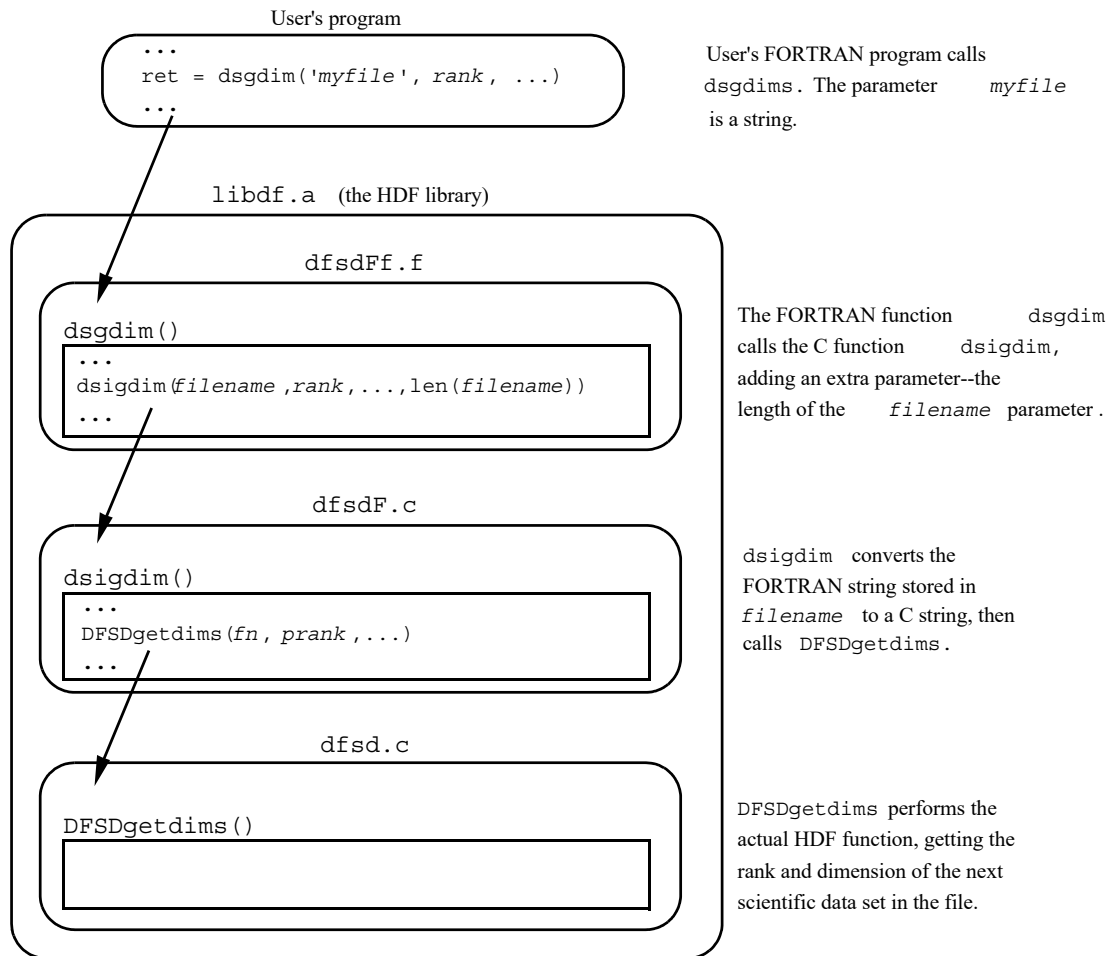 User's program
...
ret = dsgdim('myfile', rank, ...)
...
User's FORTRAN program calls
dsgdims. The parameter myfile
is a string.
libdf.a (the HDF library)
dfsdFf.f
dsgdim()
...
dsigdim(filename,rank,...,len(filename))
...
The FORTRAN function dsgdim
calls the C function dsigdim,
adding an extra parameter--the
length of the filename parameter.
dfsdF.c
dsigdim()
...
DFSDgetdims(fn, prank,...)
...
dsigdim converts the
FORTRAN string stored in
filename to a C string, then
calls DFSDgetdims.
dfsd.c
DFSDgetdims()
DFSDgetdims performs the
actual HDF function, getting the
rank and dimension of the next
scientific data set in the file.